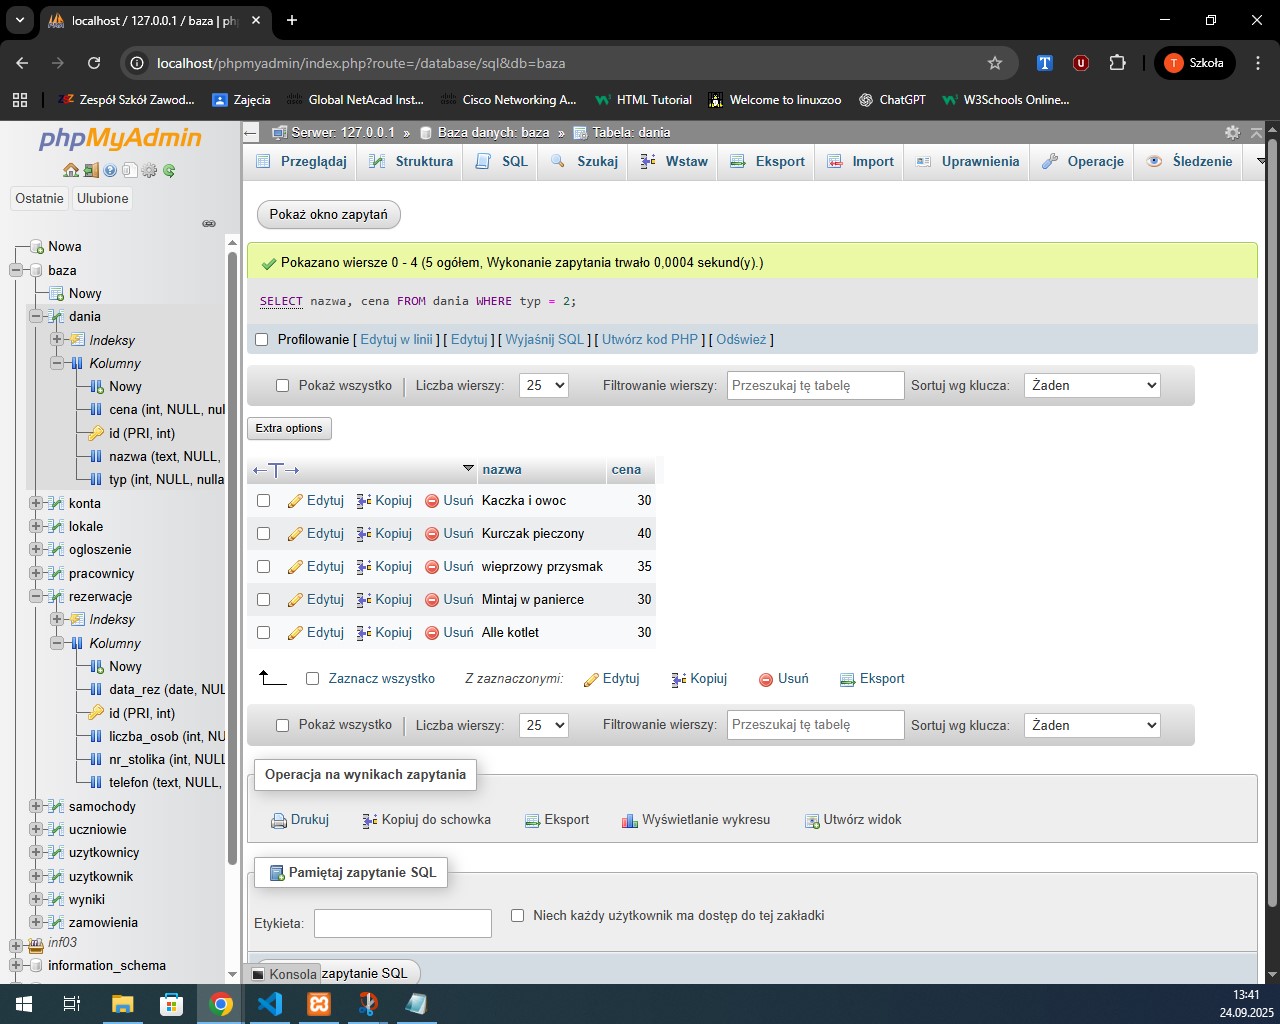 localhost / 127.0.0.1 / baza | ph
localhost/phpmyadmin/index.php?route=/database/sql&db=baza
T
u
T Szkoła
Zespół Szkół Zawod...
Zajęcia
Global NetAcad Inst...
Cisco Networking A...
HTML Tutorial
Welcome to linuxzoo
ChatGPT
W3Schools Online...
phpMyAdmin
Ostatnie
Ulubione
Nowa
baza
Nowy
dania
Indeksy
Kolumny
Nowy
cena (int, NULL, nul
id (PRI, int)
nazwa (text, NULL,
typ (int, NULL, nulla
konta
lokale
ogloszenie
pracownicy
rezerwacje
Indeksy
Kolumny
Nowy
data_rez (date, NUL
id (PRI, int)
liczba_osob (int, NU
nr_stolika (int, NULL
telefon (text, NULL,
samochody
uczniowie
uzytkownicy
uzytkownik
wyniki
zamowienia
inf03
information_schema
Serwer: 127.0.0.1 » Baza danych: baza » Tabela: dania
Przeglądaj Struktura SQL Szukaj Wstaw Eksport Import Uprawnienia Operacje Śledzenie
Pokaż okno zapytań
Pokazano wiersze 0 - 4 (5 ogółem, Wykonanie zapytania trwało 0,0004 sekund(y).)
SELECT nazwa, cena FROM dania WHERE typ = 2;
Profilowanie [ Edytuj w linii ] [ Edytuj ] [ Wyjaśnij SQL ] [ Utwórz kod PHP ] [ Odśwież ]
Pokaż wszystko | Liczba wierszy: 25 Filtrowanie wierszy: Przeszukaj tę tabelę Sortuj wg klucza: Żaden
Extra options
←T→ nazwa cena
Edytuj Kopiuj Usuń Kaczka i owoc 30
Edytuj Kopiuj Usuń Kurczak pieczony 40
Edytuj Kopiuj Usuń wieprzowy przysmak 35
Edytuj Kopiuj Usuń Mintaj w panierce 30
Edytuj Kopiuj Usuń Alle kotlet 30
Zaznacz wszystko Z zaznaczonymi: Edytuj Kopiuj Usuń Eksport
Pokaż wszystko | Liczba wierszy: 25 Filtrowanie wierszy: Przeszukaj tę tabelę Sortuj wg klucza: Żaden
Operacja na wynikach zapytania
Drukuj Kopiuj do schowka Eksport Wyświetlanie wykresu Utwórz widok
Pamiętaj zapytanie SQL
Etykieta: Niech każdy użytkownik ma dostęp do tej zakładki
Konsola zapytanie SQL
13:41
24.09.2025